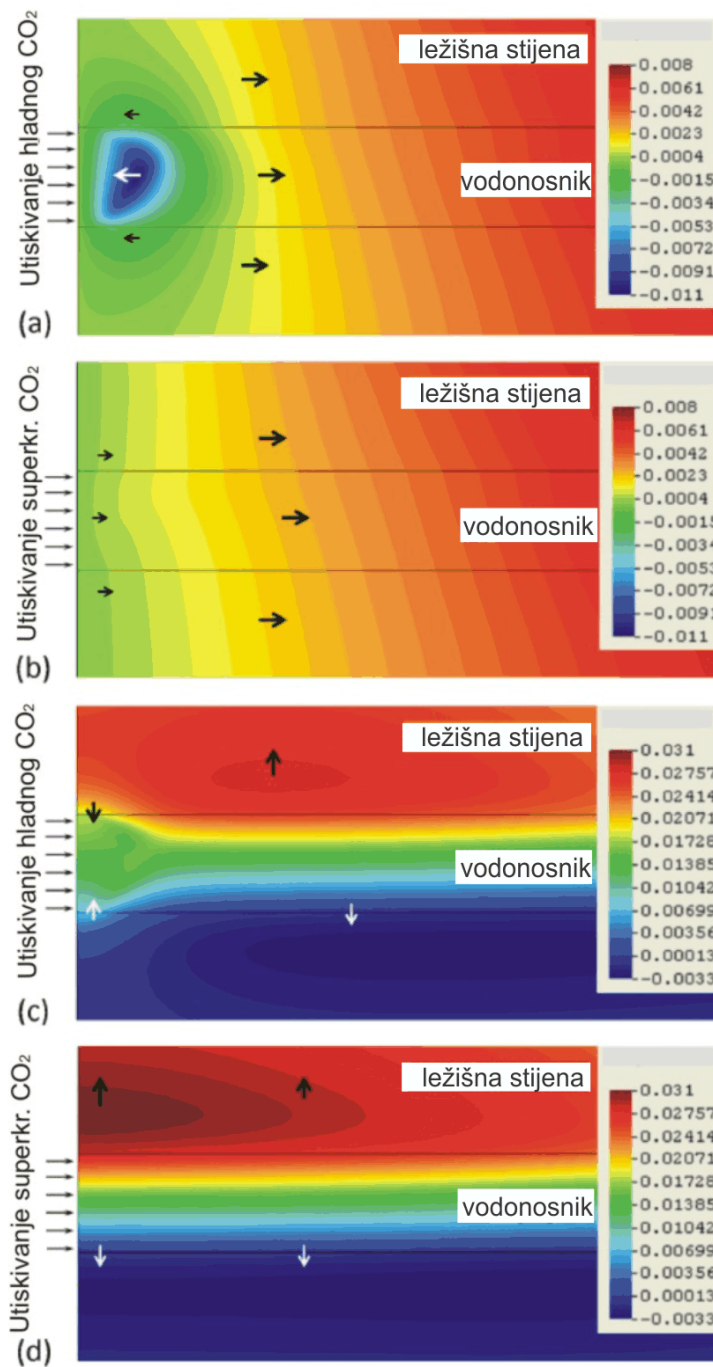 Utiskivanje hladnog CO₂
(a)
ležišna stijena
vodonosnik
0.008
0.0061
0.0042
0.0023
0.0004
-0.0015
-0.0034
-0.0053
-0.0072
-0.0091
-0.011
Utiskivanje superkr. CO₂
(b)
ležišna stijena
vodonosnik
0.008
0.0061
0.0042
0.0023
0.0004
-0.0015
-0.0034
-0.0053
-0.0072
-0.0091
-0.011
Utiskivanje hladnog CO₂
(c)
ležišna stijena
vodonosnik
0.031
0.02757
0.02414
0.02071
0.01728
0.01385
0.01042
0.00699
0.00356
0.00013
-0.0033
Utiskivanje superkr. CO₂
(d)
ležišna stijena
vodonosnik
0.031
0.02757
0.02414
0.02071
0.01728
0.01385
0.01042
0.00699
0.00356
0.00013
-0.0033